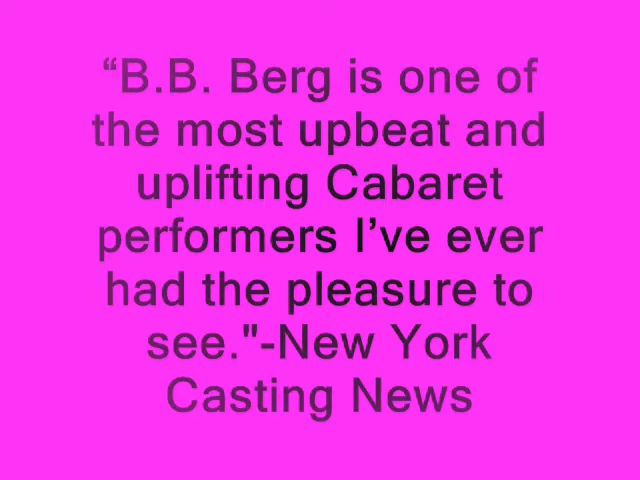 “B.B. Berg is one of
the most upbeat and
uplifting Cabaret
performers I’ve ever
had the pleasure to
see."-New York
Casting News